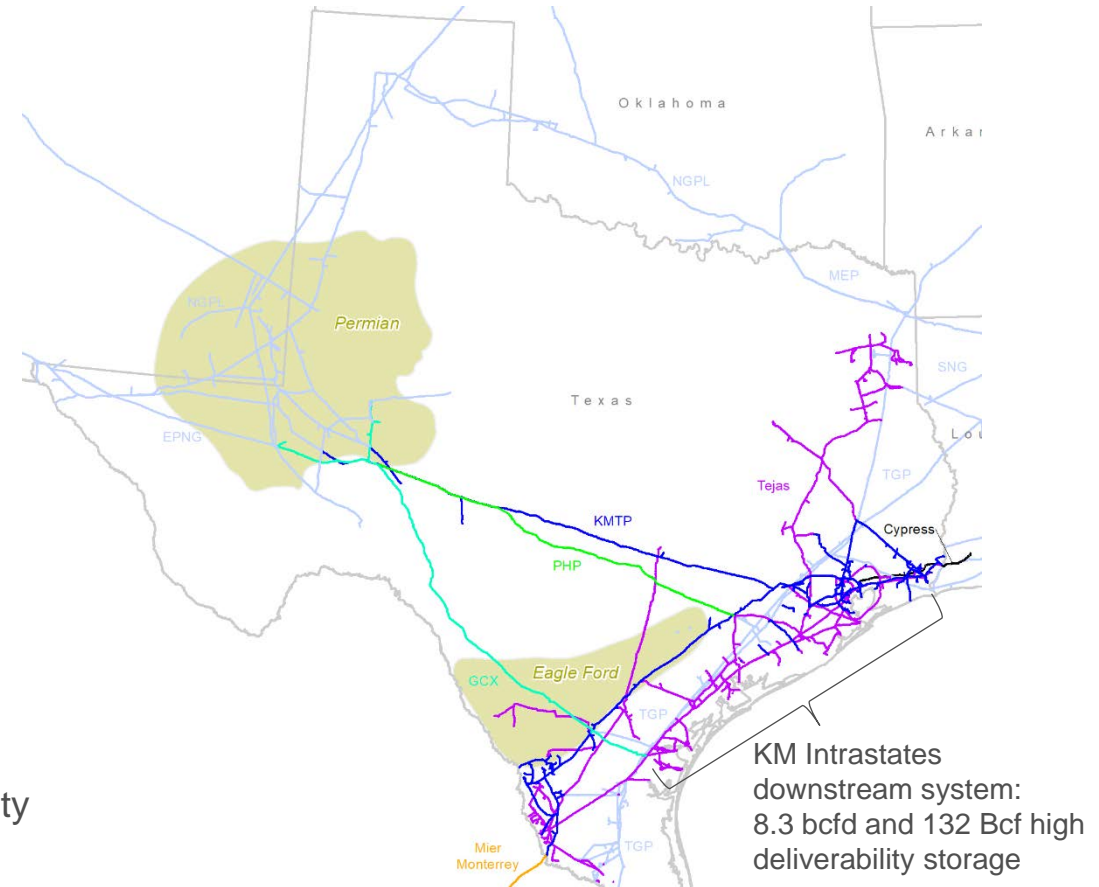 Oklahoma
Arkar
NGPL
MEP
NGPL
Permian
SNG
Texas
Lou
EPNG
TGP
Tejas
Cypress
KMTP
PHP
Eagle Ford
GCX
TGP
KM Intrastates
downstream system:
8.3 bcfd and 132 Bcf high
deliverability storage
ty
Mier
Monterrey
TGP